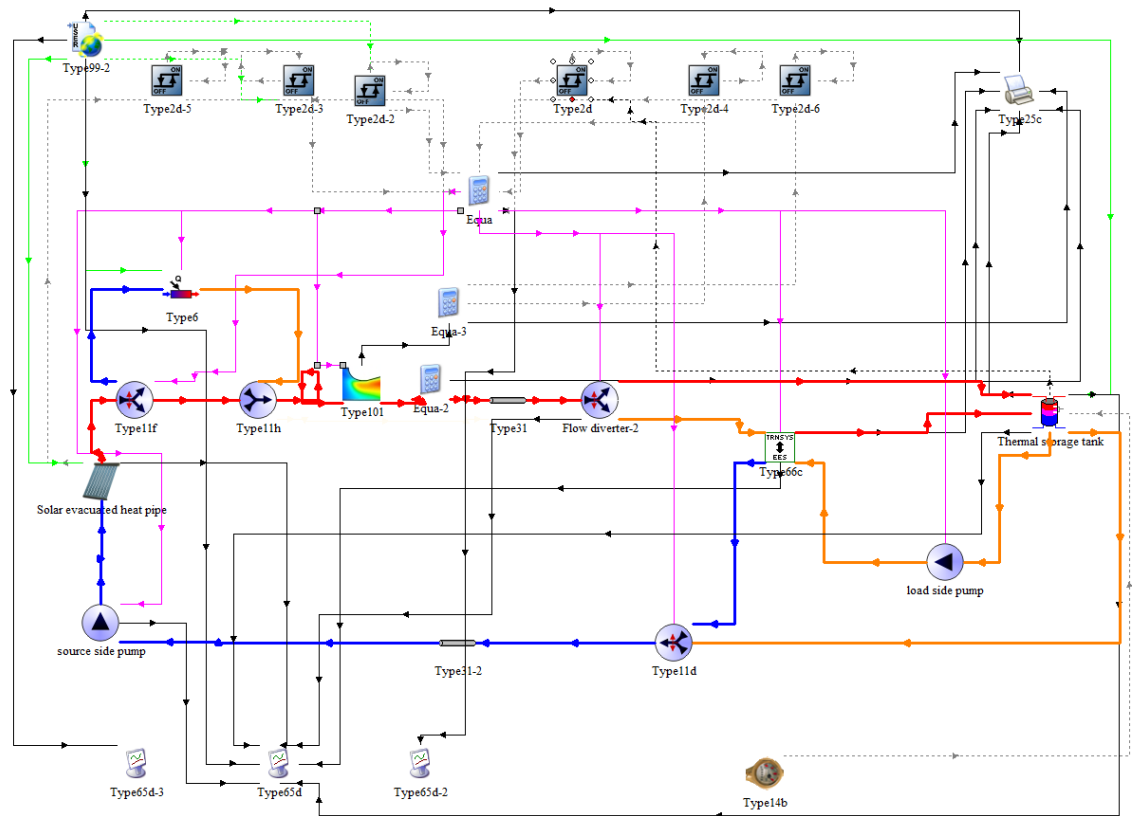 Type99-2
Type2d-5
Type2d-3
Type2d-2
Type2d
Type2d-4
Type2d-6
Type25c
Equa
Type6
Equa-3
Type11f
Type11h
Type101
Equa-2
Type31
Flow diverter-2
TRNSYS
EES
Type66c
Thermal storage tank
Solar evacuated heat pipe
load side pump
source side pump
Type31-2
Type11d
Type65d-3
Type65d
Type65d-2
Type14b